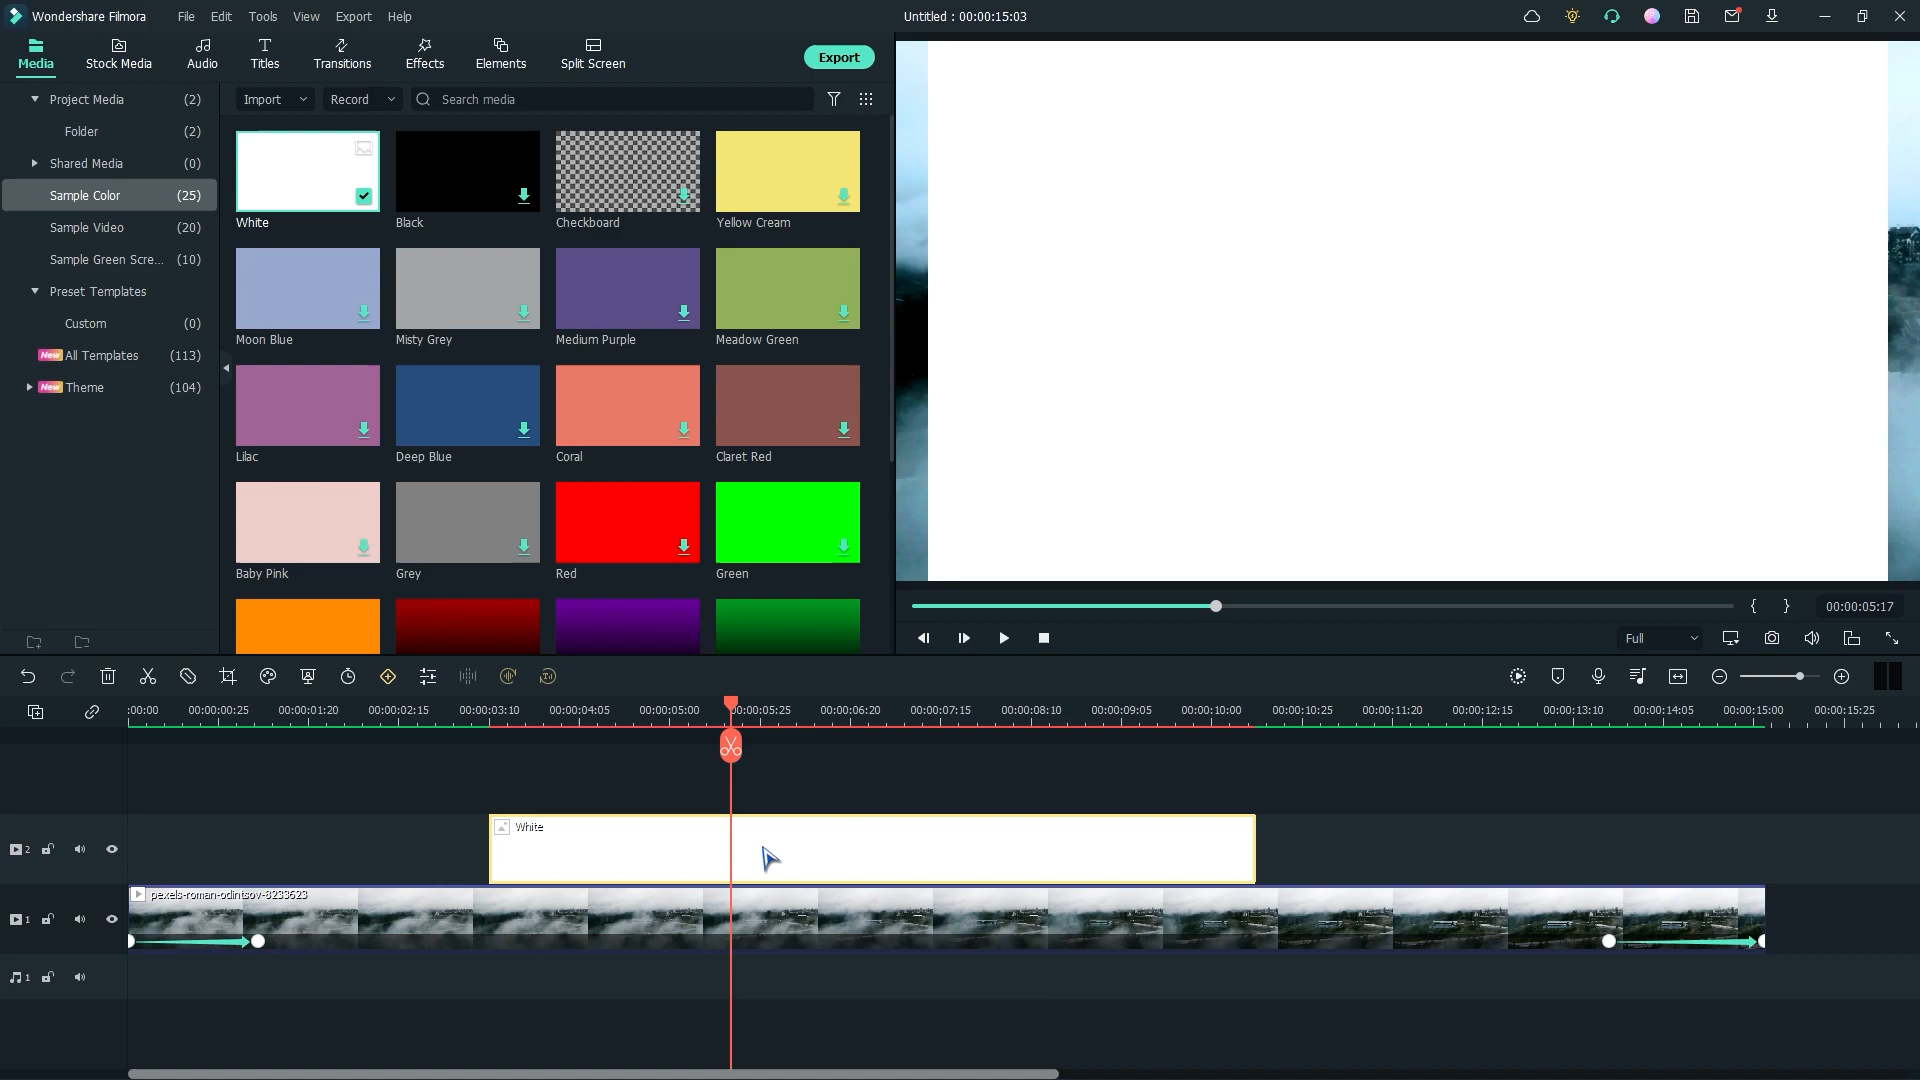 Wondershare Filmora File Edit Tools View Export Help Untitled : 00:00:15:03
Media Stock Media Audio Titles Transitions Effects Elements Split Screen Export
Project Media (2)
Folder (2)
Shared Media (0)
Sample Color (25)
Sample Video (20)
Sample Green Scre... (10)
Preset Templates
Custom (0)
New All Templates (113)
New Theme (104)
Import Record Search media
White Black Checkboard Yellow Cream
Moon Blue Misty Grey Medium Purple Meadow Green
Lilac Deep Blue Coral Claret Red
Baby Pink Grey Red Green
{ } 00:00:05:17
Full
:00:00 00:00:00:25 00:00:01:20 00:00:02:15 00:00:03:10 00:00:04:05 00:00:05:00 00:00:05:25 00:00:06:20 00:00:07:15 00:00:08:10 00:00:09:05 00:00:10:00 00:00:10:25 00:00:11:20 00:00:12:15 00:00:13:10 00:00:14:05 00:00:15:00 00:00:15:25
White
2
pexels-roman-odintsov-8233623
1
1